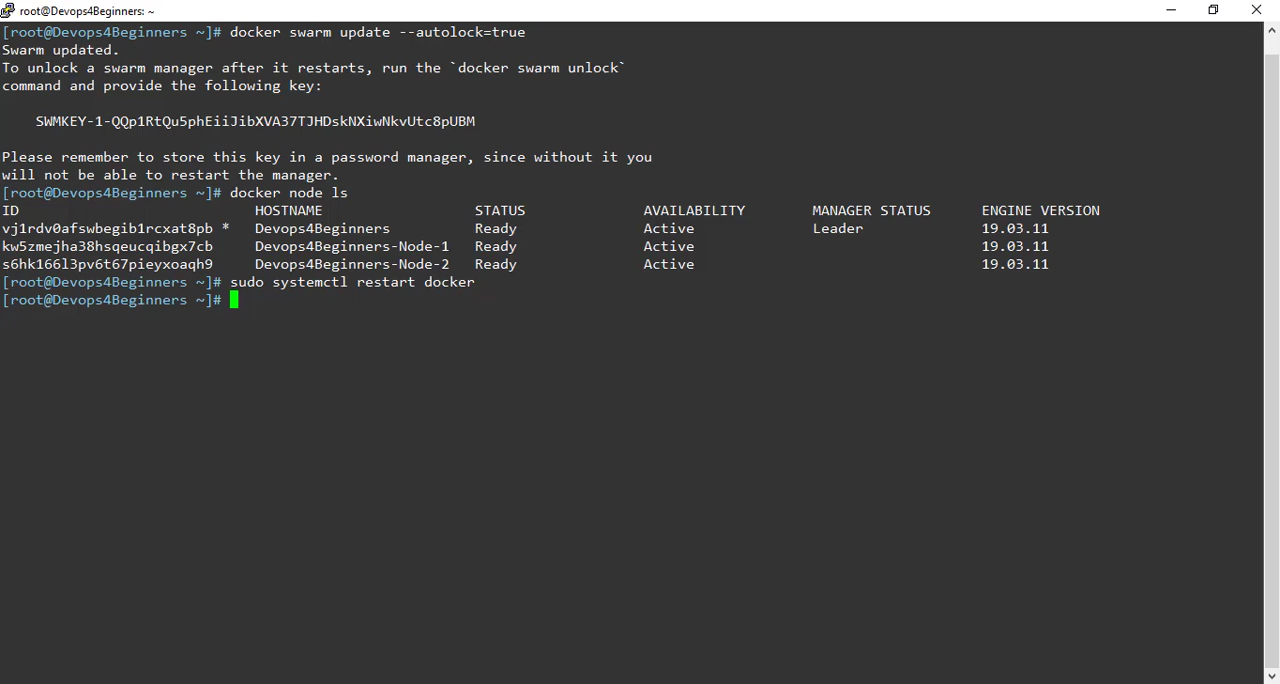 root@Devops4Beginners: ~
[root@Devops4Beginners ~]# docker swarm update --autolock=true
Swarm updated.
To unlock a swarm manager after it restarts, run the `docker swarm unlock`
command and provide the following key:
SWMKEY-1-QQp1RtQu5phEiiJibXVA37TJHDskNXiwNkvUtc8pUBM
Please remember to store this key in a password manager, since without it you
will not be able to restart the manager.
[root@Devops4Beginners ~]# docker node ls
ID HOSTNAME STATUS AVAILABILITY MANAGER STATUS ENGINE VERSION
vj1rdv0afswbegib1rcxat8pb * Devops4Beginners Ready Active Leader 19.03.11
kw5zmejha38hsqeucqibgx7cb Devops4Beginners-Node-1 Ready Active 19.03.11
s6hk166l3pv6t67pieyxoaqh9 Devops4Beginners-Node-2 Ready Active 19.03.11
[root@Devops4Beginners ~]# sudo systemctl restart docker
[root@Devops4Beginners ~]#